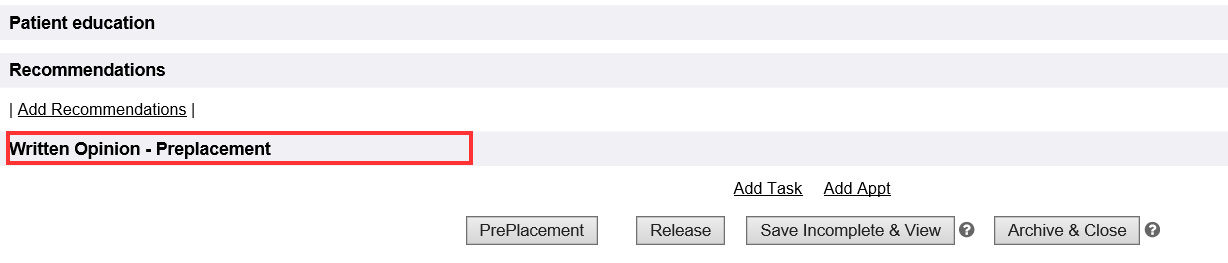 Patient education
Recommendations
| Add Recommendations |
Written Opinion - Preplacement
Add Task Add Appt
PrePlacement Release Save Incomplete & View ? Archive & Close ?